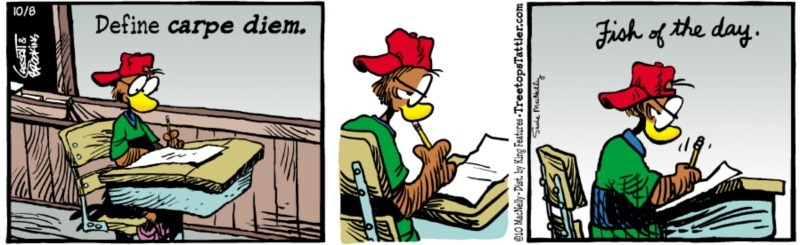 10/8
Define carpe diem.
CASSATT & BROOKINS
©10 MacNelly - Dist. by King Features - TreetopsTattler.com
Susie MacNelly
Fish of the day.